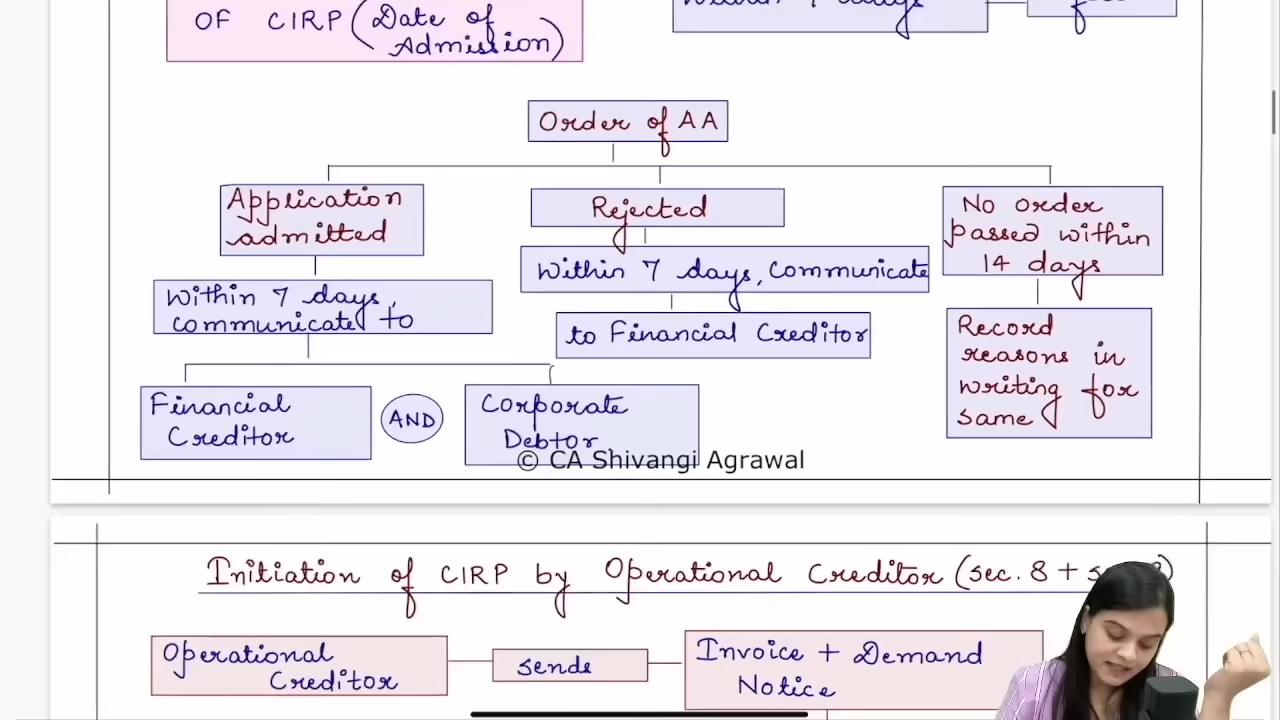 OF CIRP (Date of
Admission)
within 7 days
Order of AA
Application
admitted
Rejected
No order
passed within
14 days
Within 7 days,
communicate to
Within 7 days, Communicate
to Financial Creditor
Record
reasons in
writing for
same
Financial
Creditor
AND
Corporate
Debtor
© CA Shivangi Agrawal
Initiation of CIRP by Operational Creditor (sec. 8 +
Operational
Creditor
sends
Invoice + Demand
Notice